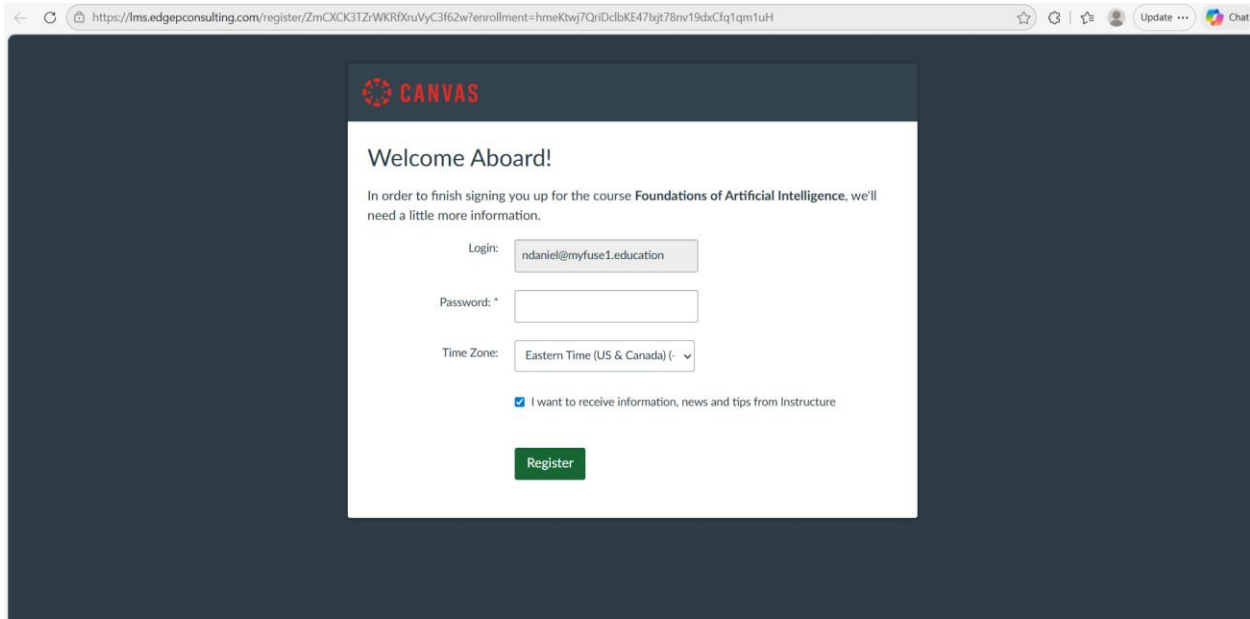 https://lms.edgepconsulting.com/register/ZmCXCK3TZrWKRfXruVyC3f62w?enrollment=hmeKtwj7QriDclbKE47lxjt78nv19dxCfq1qm1uH
Update
Chat
CANVAS
Welcome Aboard!
In order to finish signing you up for the course Foundations of Artificial Intelligence, we'll
need a little more information.
Login:
ndaniel@myfuse1.education
Password: *
Time Zone:
Eastern Time (US & Canada) (-
I want to receive information, news and tips from Instructure
Register